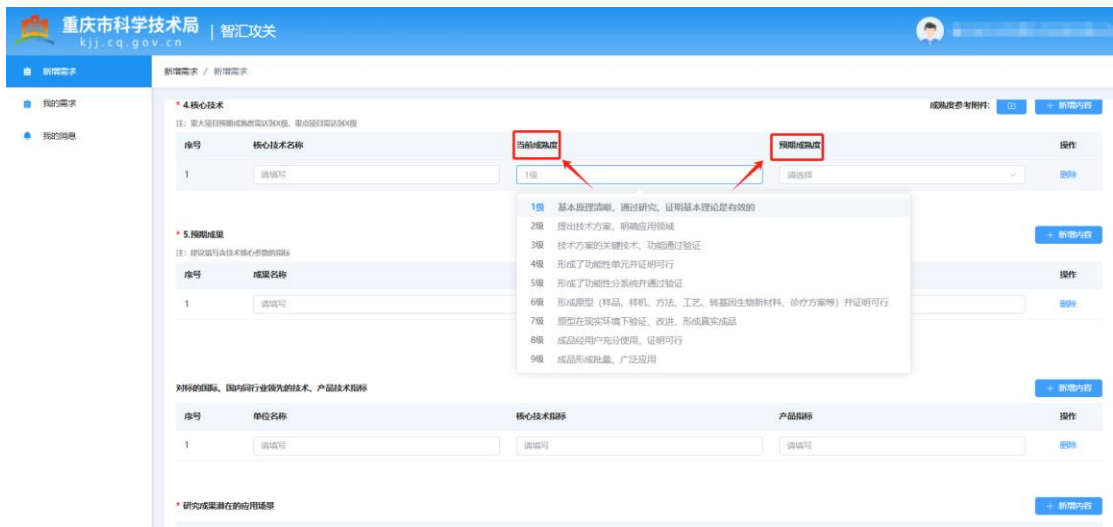 重庆市科学技术局 | 智汇攻关
kjj.cq.gov.cn
新增需求
新增需求 / 新增需求
我的需求
我的消息
* 4.核心技术
成熟度参考附件:
+ 新增内容
注：重大项目预期成熟度需达到X级，重点项目需达到X级
序号 核心技术名称 当前成熟度 预期成熟度 操作
1 请填写 1级 请选择 删除
1级 基本原理清晰，通过研究，证明基本理论是有效的
2级 提出技术方案，明确应用领域
3级 技术方案的关键技术、功能通过验证
4级 形成了功能性单元并证明可行
5级 形成了功能性分系统并通过验证
6级 形成原型（样品、样机、方法、工艺、转基因生物新材料、诊疗方案等）并证明可行
7级 原型在现实环境下验证、改进，形成真实成品
8级 成品经用户充分使用，证明可行
9级 成品形成批量、广泛应用
* 5.预期成果
+ 新增内容
注：建议填写含技术核心参数的指标
序号 成果名称 操作
1 请填写 删除
对标的国际、国内同行业领先的技术、产品技术指标
+ 新增内容
序号 单位名称 核心技术指标 产品指标 操作
1 请填写 请填写 请填写 删除
* 研究成果潜在的应用场景
+ 新增内容